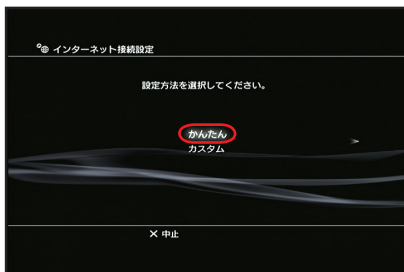 インターネット接続設定
設定方法を選択してください。
かんたん
カスタム
✕ 中止